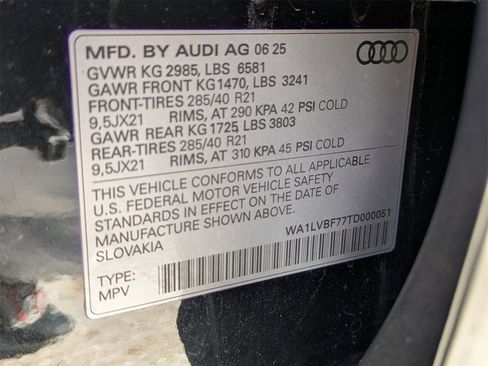 MFD. BY AUDI AG 06 25
GVWR KG 2985, LBS 6581
GAWR FRONT KG1470, LBS 3241
FRONT-TIRES 285/40 R21
9,5JX21 RIMS, AT 290 KPA 42 PSI COLD
GAWR REAR KG 1725, LBS 3803
REAR-TIRES 285/40 R21
9,5JX21 RIMS, AT 310 KPA 45 PSI COLD
THIS VEHICLE CONFORMS TO ALL APPLICABLE
U.S. FEDERAL MOTOR VEHICLE SAFETY
STANDARDS IN EFFECT ON THE DATE OF
MANUFACTURE SHOWN ABOVE.
SLOVAKIA
WA1LVBF77TD000051
TYPE:
MPV